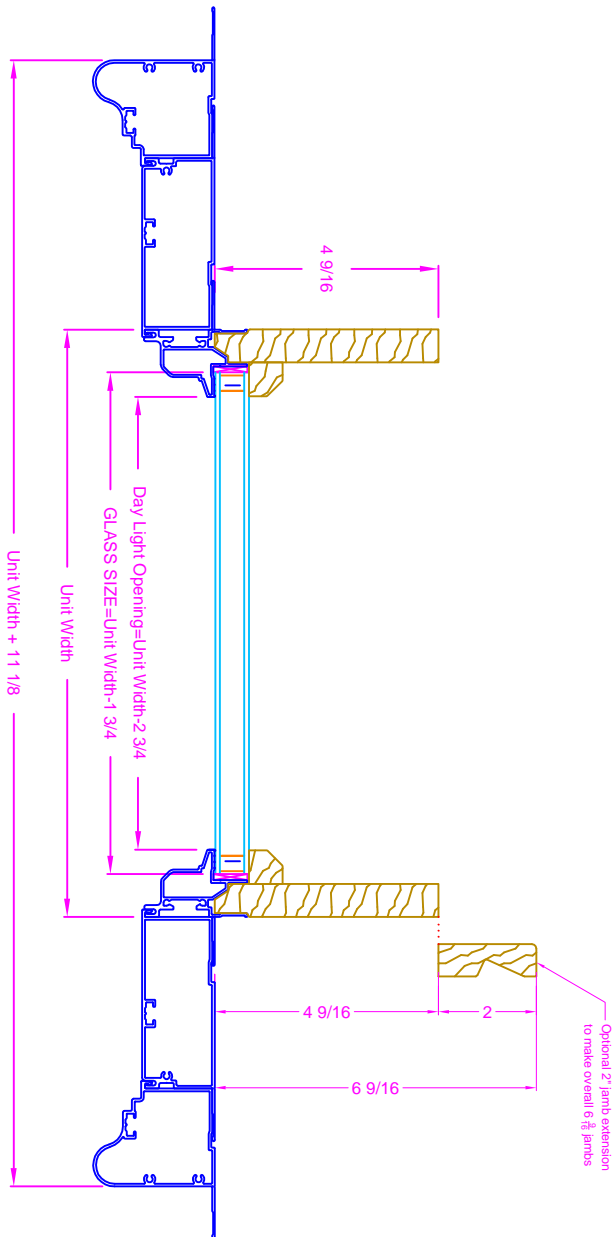 Optional 2" jamb extension
to make overall 6 9/16 jambs
4 9/16
4 9/16
2
6 9/16
Day Light Opening=Unit Width-2 3/4
GLASS SIZE=Unit Width-1 3/4
Unit Width
Unit Width + 11 1/8